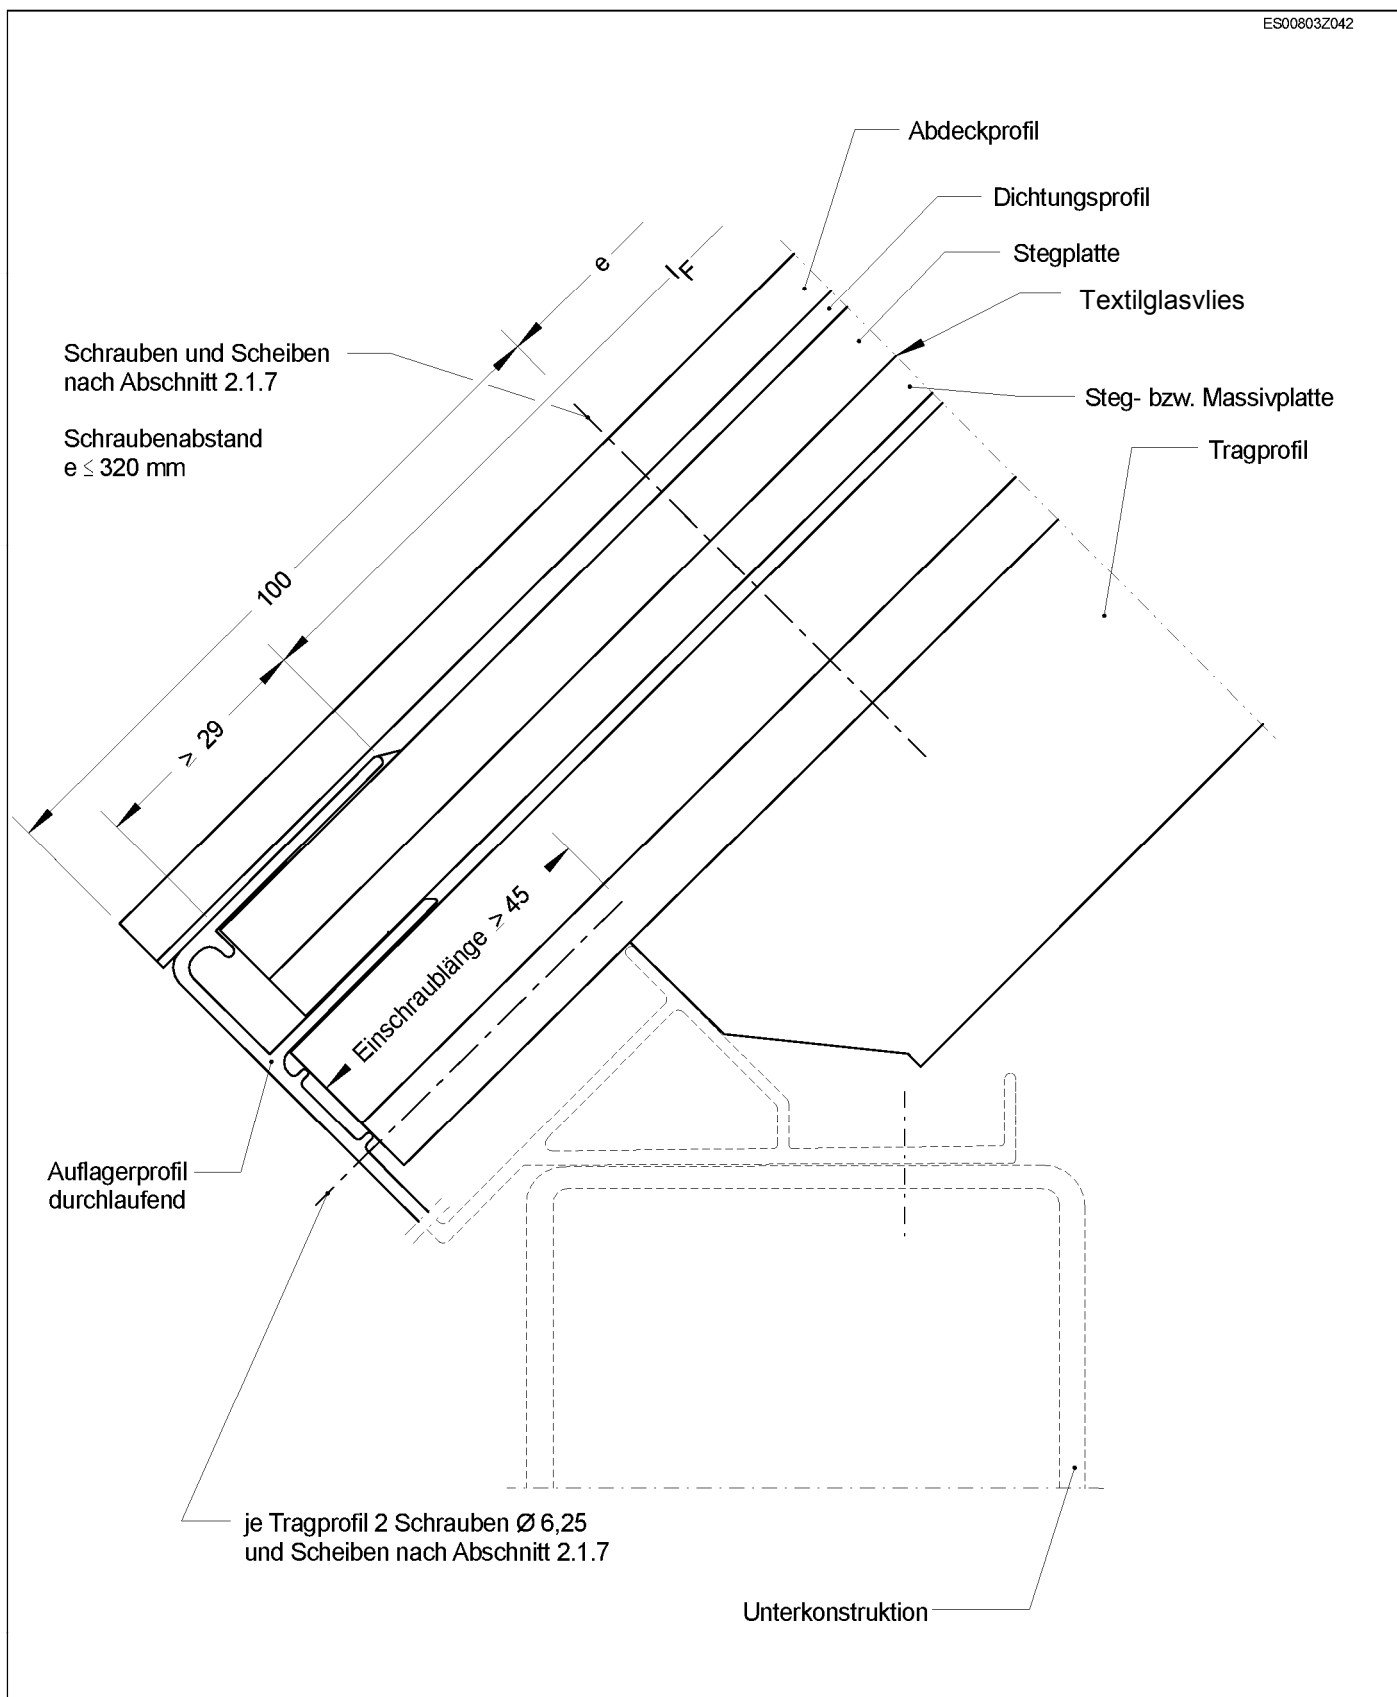 ES00803Z042
Abdeckprofil
Dichtungsprofil
Stegplatte
Textilglasvlies
Steg- bzw. Massivplatte
Tragprofil
e
lF
Schrauben und Scheiben
nach Abschnitt 2.1.7
Schraubenabstand
e ≤ 320 mm
100
≥ 29
Einschraublänge ≥ 45
Auflagerprofil
durchlaufend
je Tragprofil 2 Schrauben Ø 6,25
und Scheiben nach Abschnitt 2.1.7
Unterkonstruktion